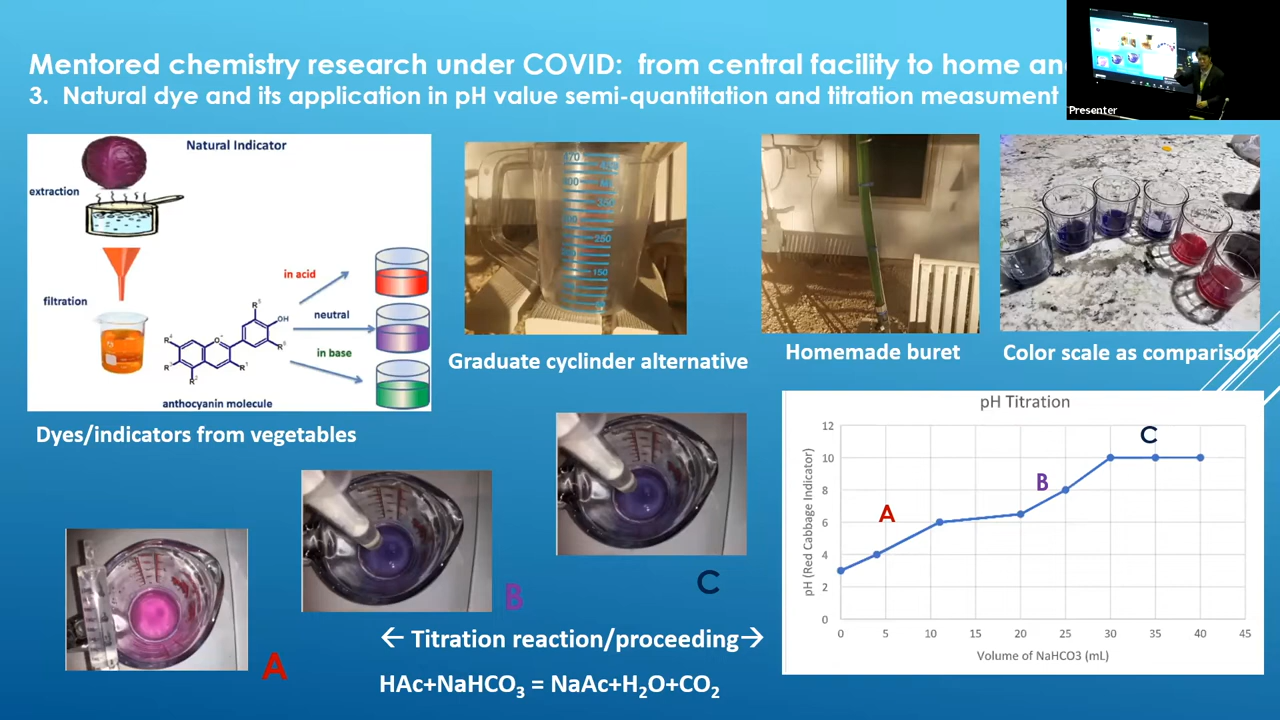 Mentored chemistry research under COVID: from central facility to home an
3. Natural dye and its application in pH value semi-quantitation and titration measument
Presenter
Natural Indicator
extraction
filtration
in acid
neutral
in base
OH
anthocyanin molecule
Dyes/indicators from vegetables
250
150
Graduate cyclinder alternative
Homemade buret
Color scale as comparison
A
B
C
← Titration reaction/proceeding→
HAc+NaHCO₃ = NaAc+H₂O+CO₂
pH Titration
pH (Red Cabbage Indicator)
12
10
8
6
4
2
0
A
B
C
0 5 10 15 20 25 30 35 40 45
Volume of NaHCO3 (mL)